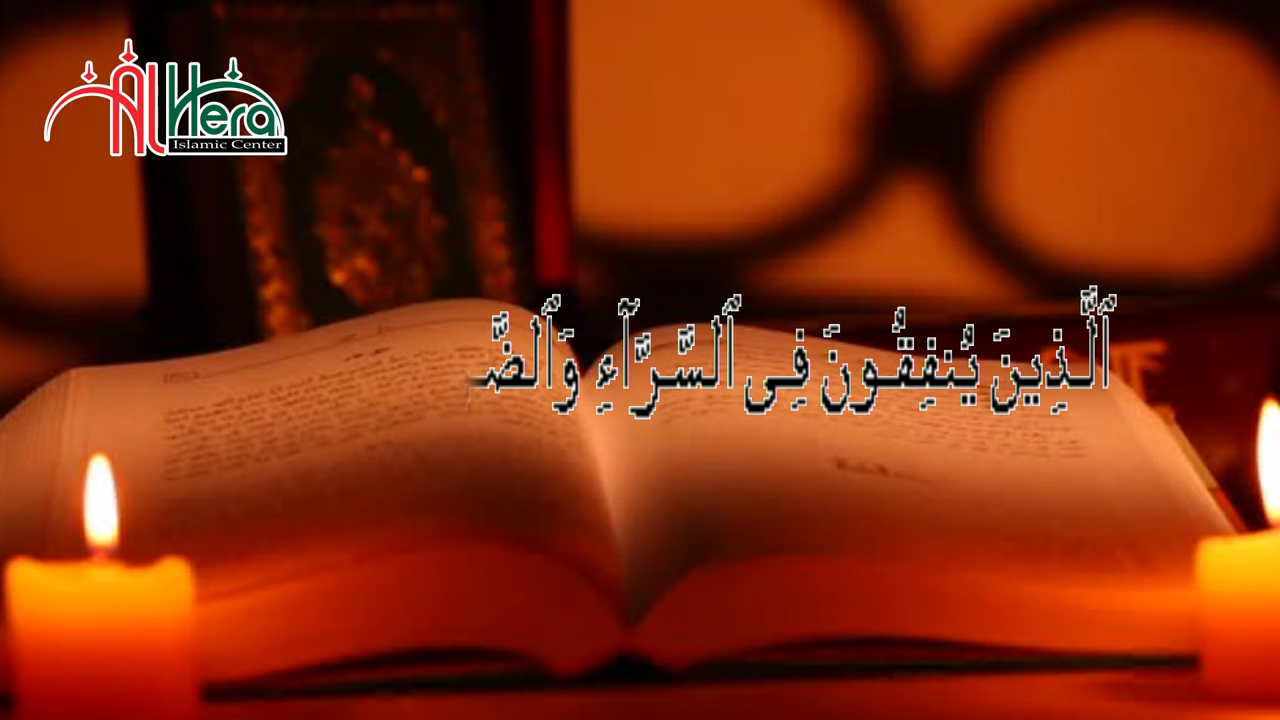 AL Hera
Islamic Center
ٱلَّذِينَ يُنفِقُونَ فِى ٱلسَّرَّآءِ وَٱلضَّ